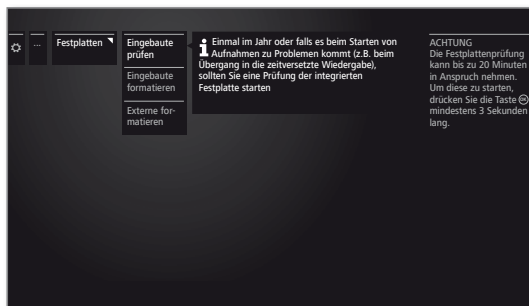 ...
Festplatten
Eingebaute
prüfen
Eingebaute
formatieren
Externe for-
matieren
Einmal im Jahr oder falls es beim Starten von
Aufnahmen zu Problemen kommt (z.B. beim
Übergang in die zeitversetzte Wiedergabe),
sollten Sie eine Prüfung der integrierten
Festplatte starten
ACHTUNG
Die Festplattenprüfung
kann bis zu 20 Minuten
in Anspruch nehmen.
Um diese zu starten,
drücken Sie die Taste OK
mindestens 3 Sekunden
lang.